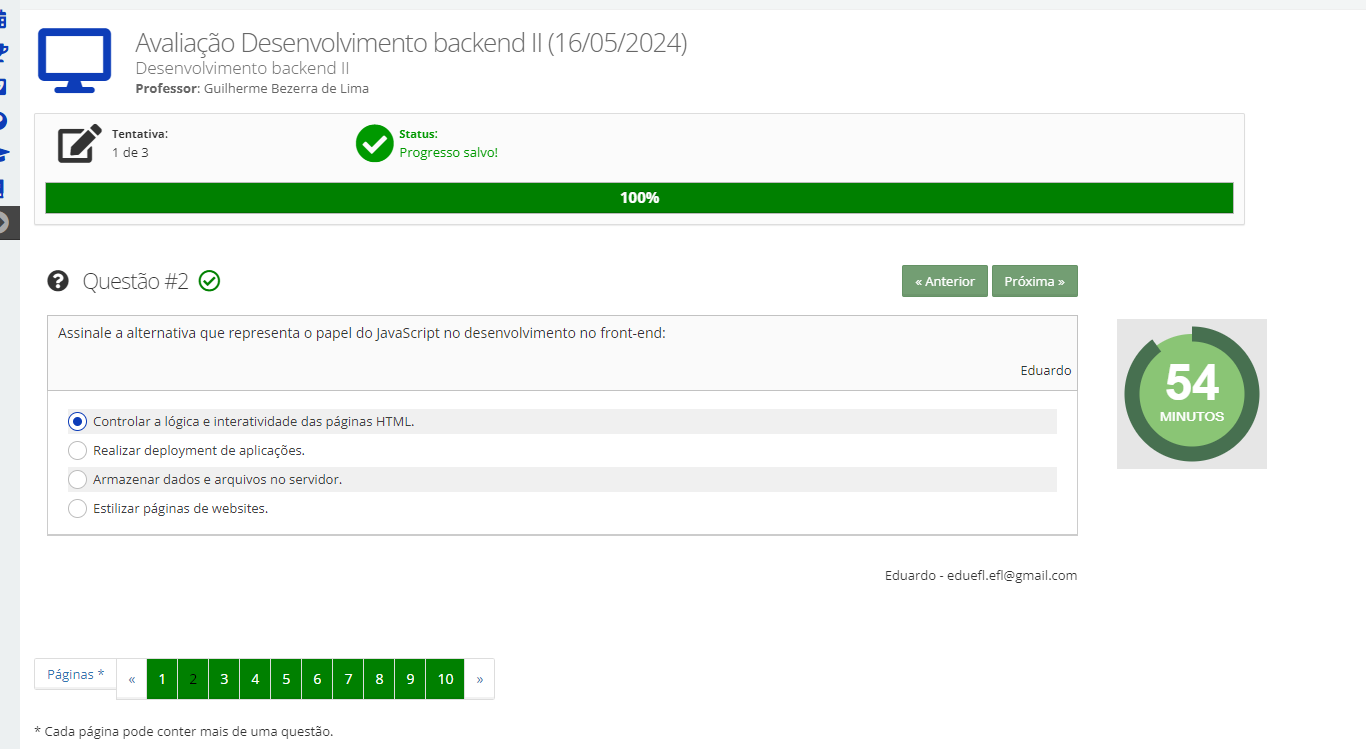 Avaliação Desenvolvimento backend II (16/05/2024)
Desenvolvimento backend II
Professor: Guilherme Bezerra de Lima
Tentativa:
1 de 3
Status:
Progresso salvo!
100%
Questão #2
« Anterior
Próxima »
Assinale a alternativa que representa o papel do JavaScript no desenvolvimento no front-end:
Eduardo
54
MINUTOS
Controlar a lógica e interatividade das páginas HTML.
Realizar deployment de aplicações.
Armazenar dados e arquivos no servidor.
Estilizar páginas de websites.
Eduardo - eduefl.efl@gmail.com
Páginas * « 1 2 3 4 5 6 7 8 9 10 »
* Cada página pode conter mais de uma questão.